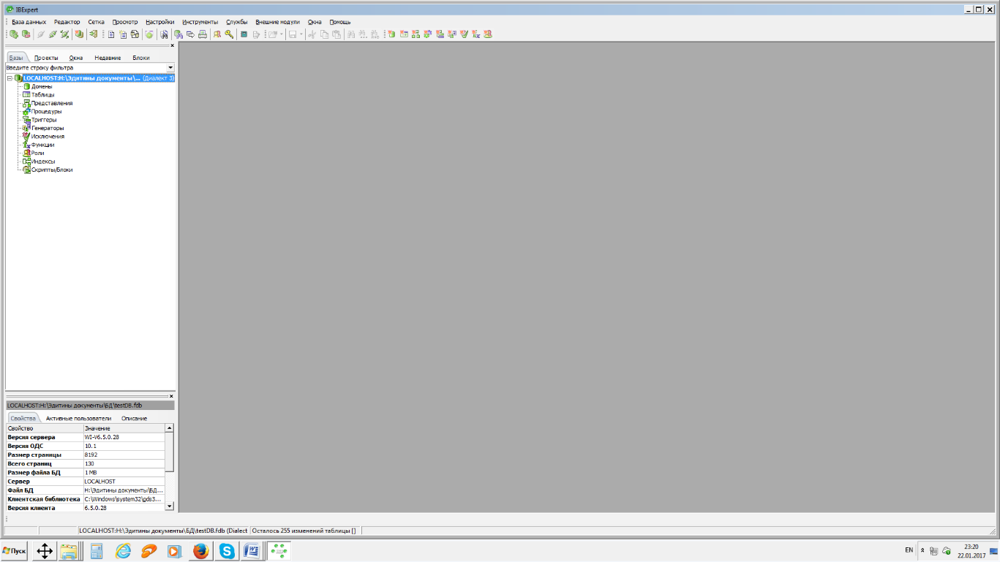 IBExpert
База данных Редактор Сетка Просмотр Настройки Инструменты Службы Внешние модули Окна Помощь
Базы Проекты Окна Недавние Блоки
Введите строку фильтра
LOCALHOST:H:\Эдитины документы\... (Диалект 3)
Домены
Таблицы
Представления
Процедуры
Триггеры
Генераторы
Исключения
Функции
Роли
Индексы
Скрипты/Блоки
LOCALHOST:H:\Эдитины документы\БД\testDB.fdb
Свойства Активные пользователи Описание
Свойство Значение
Версия сервера WI-V6.5.0.28
Версия ОДС 10.1
Размер страницы 8192
Всего страниц 130
Размер файла БД 1 MB
Сервер LOCALHOST
Файл БД H:\Эдитины документы\БД...
Клиентская библиотека C:\Windows\system32\gds3...
Версия клиента 6.5.0.28
LOCALHOST:H:\Эдитины документы\БД\testDB.fdb (Dialect Осталось 255 изменений таблицы []
Пуск EN 23:20
22.01.2017